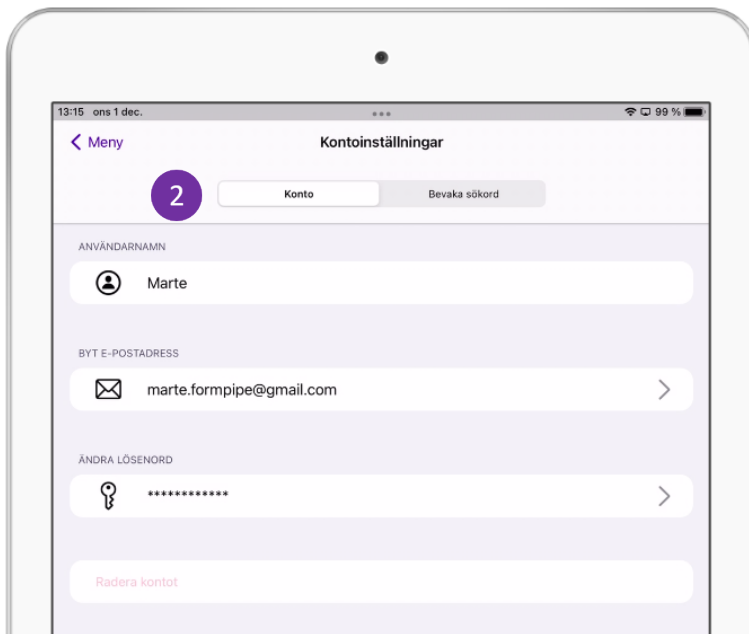 13:15 ons 1 dec.
99 %
Meny
Kontoinställningar
2
Konto
Bevaka sökord
ANVÄNDARNAMN
Marte
BYT E-POSTADRESS
marte.formpipe@gmail.com
ÄNDRA LÖSENORD
************
Radera kontot